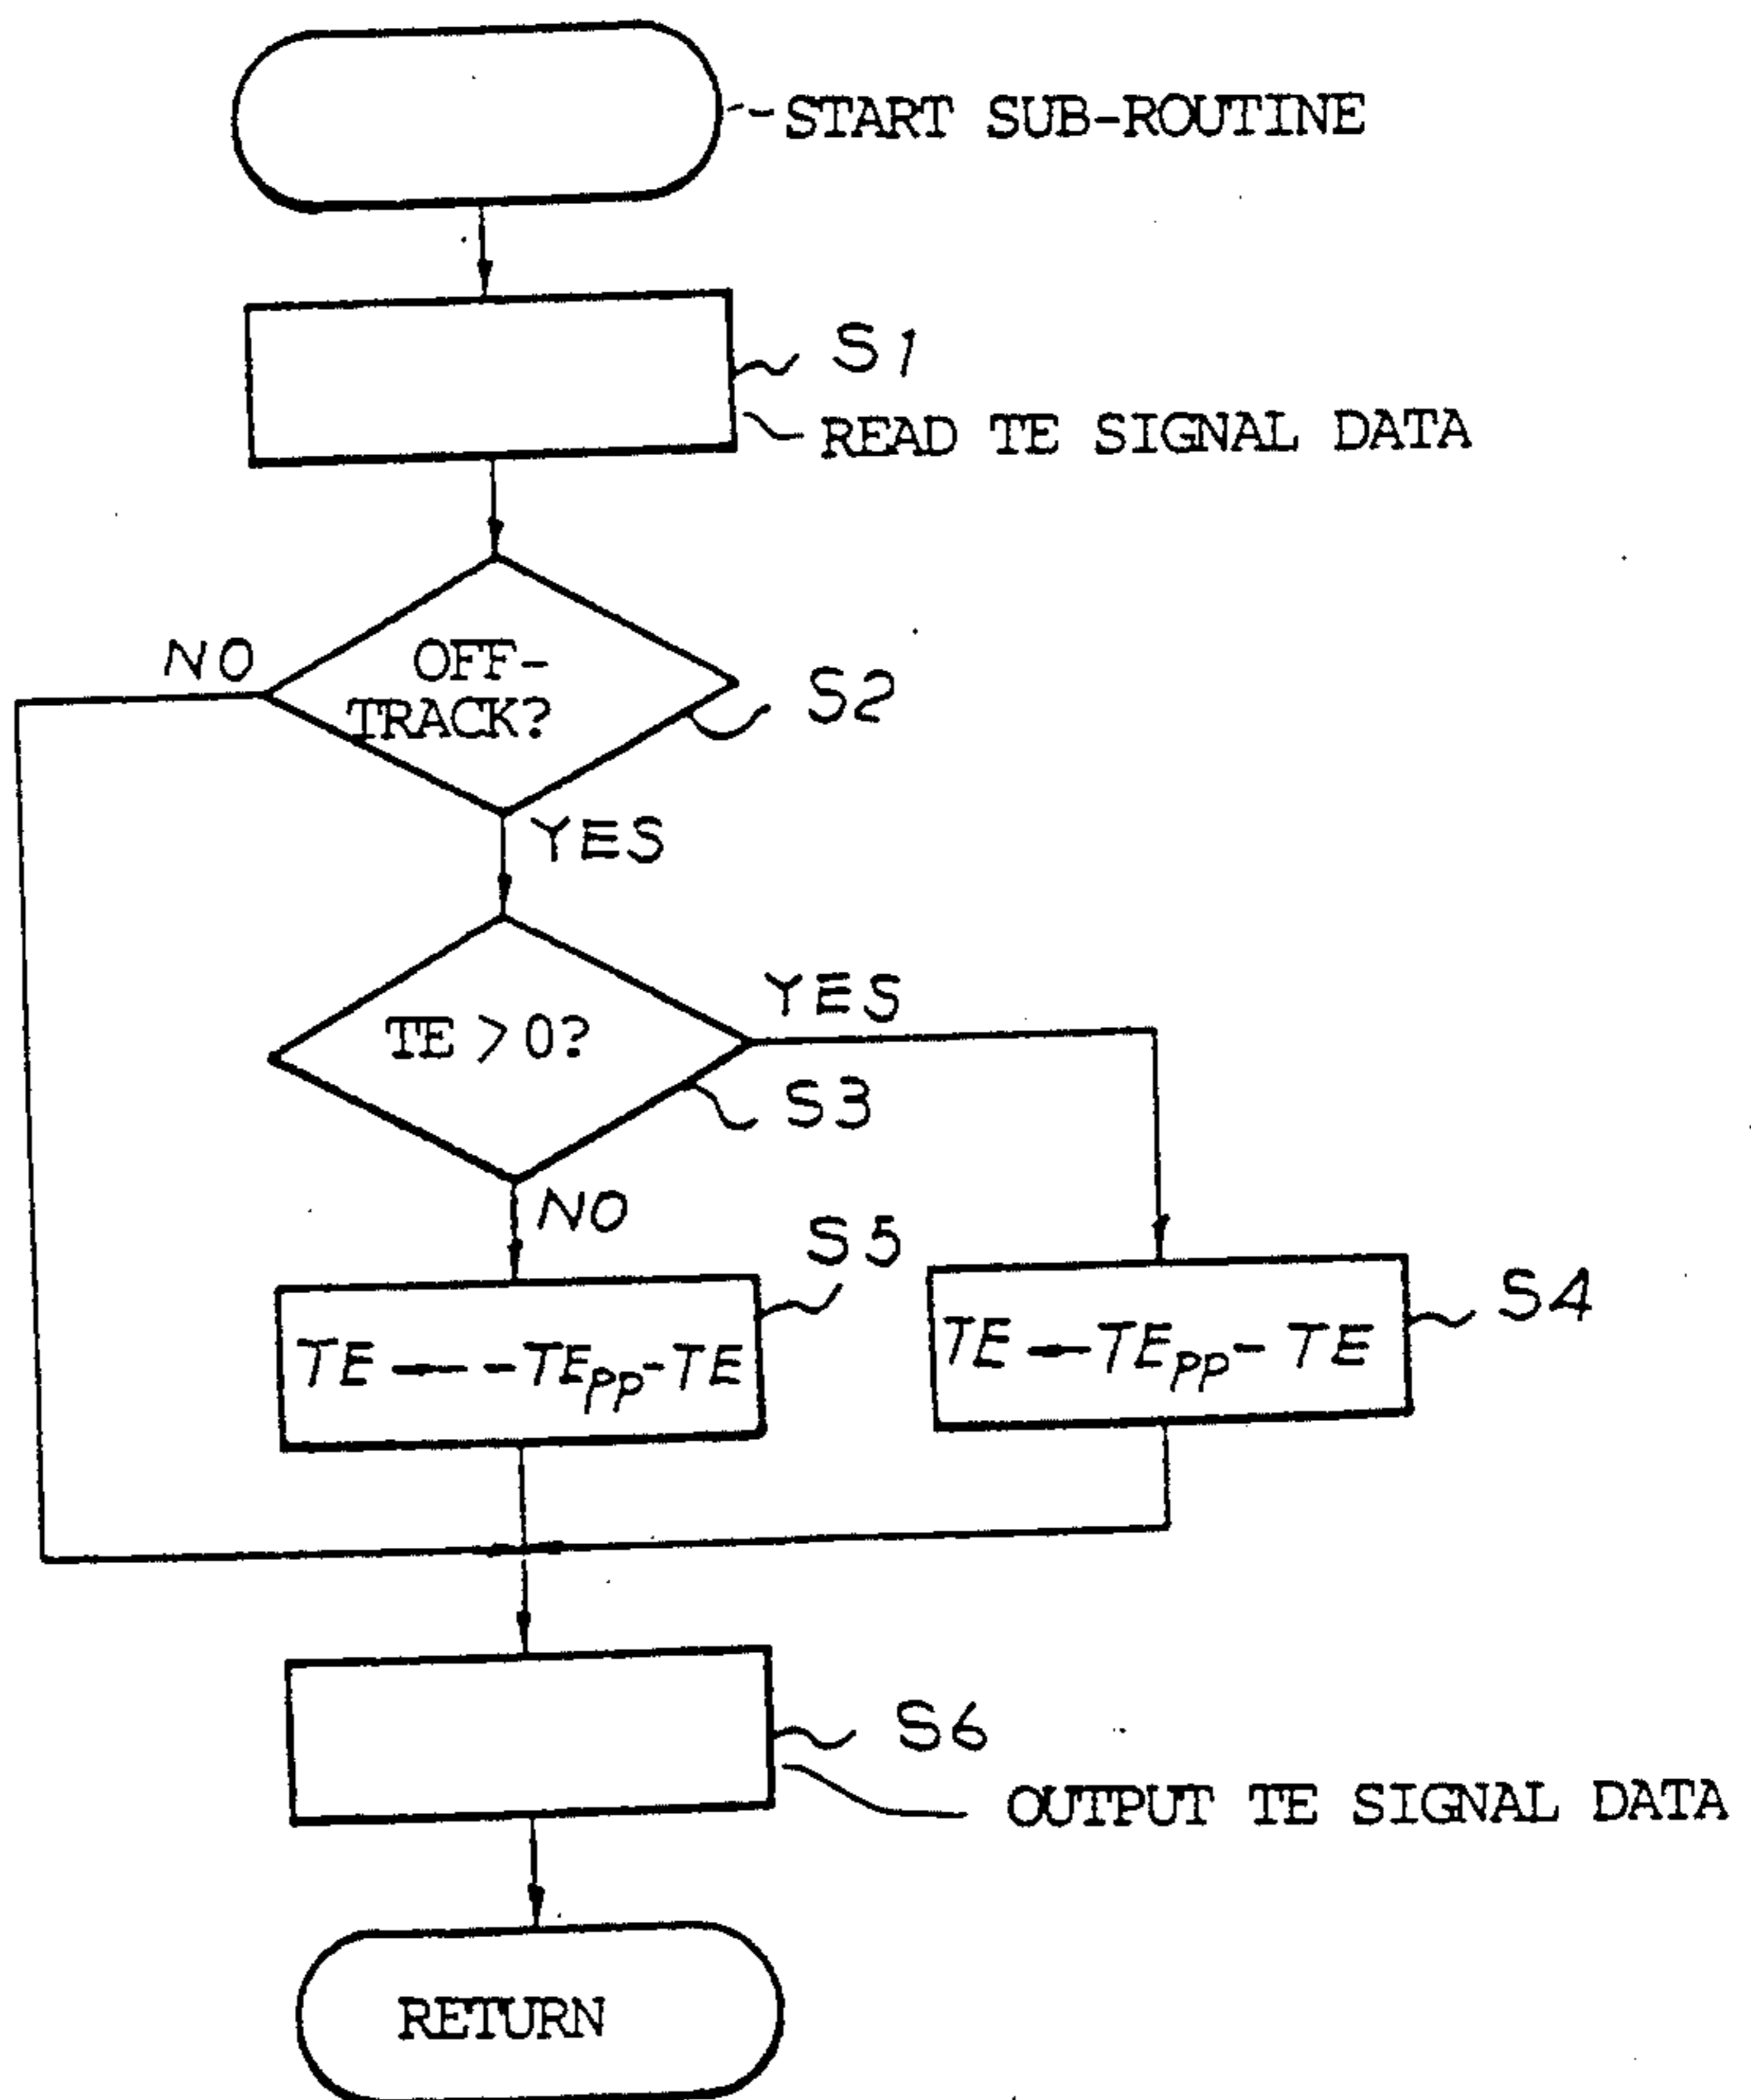 START SUB-ROUTINE
S1
READ TE SIGNAL DATA
NO
OFF-
TRACK?
S2
YES
TE > 0?
YES
S3
NO
S5
S4
TE ← -TEpp - TE
TE ← TEpp - TE
S6
OUTPUT TE SIGNAL DATA
RETURN